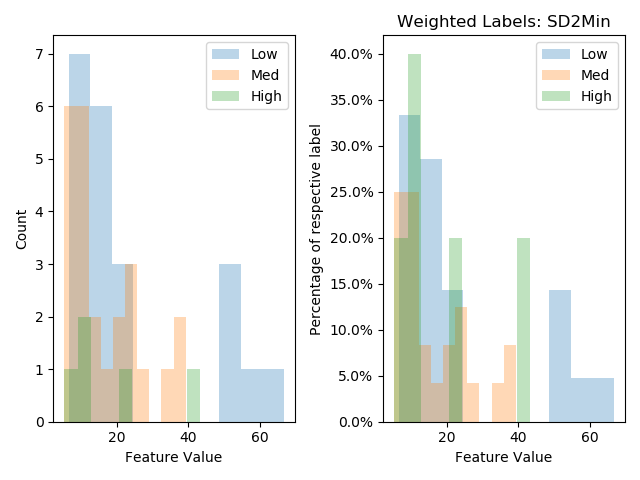 7
6
5
4
3
2
1
0
Count
20
40
60
Feature Value
Low
Med
High
Weighted Labels: SD2Min
40.0%
35.0%
30.0%
25.0%
20.0%
15.0%
10.0%
5.0%
0.0%
Percentage of respective label
20
40
60
Feature Value
Low
Med
High